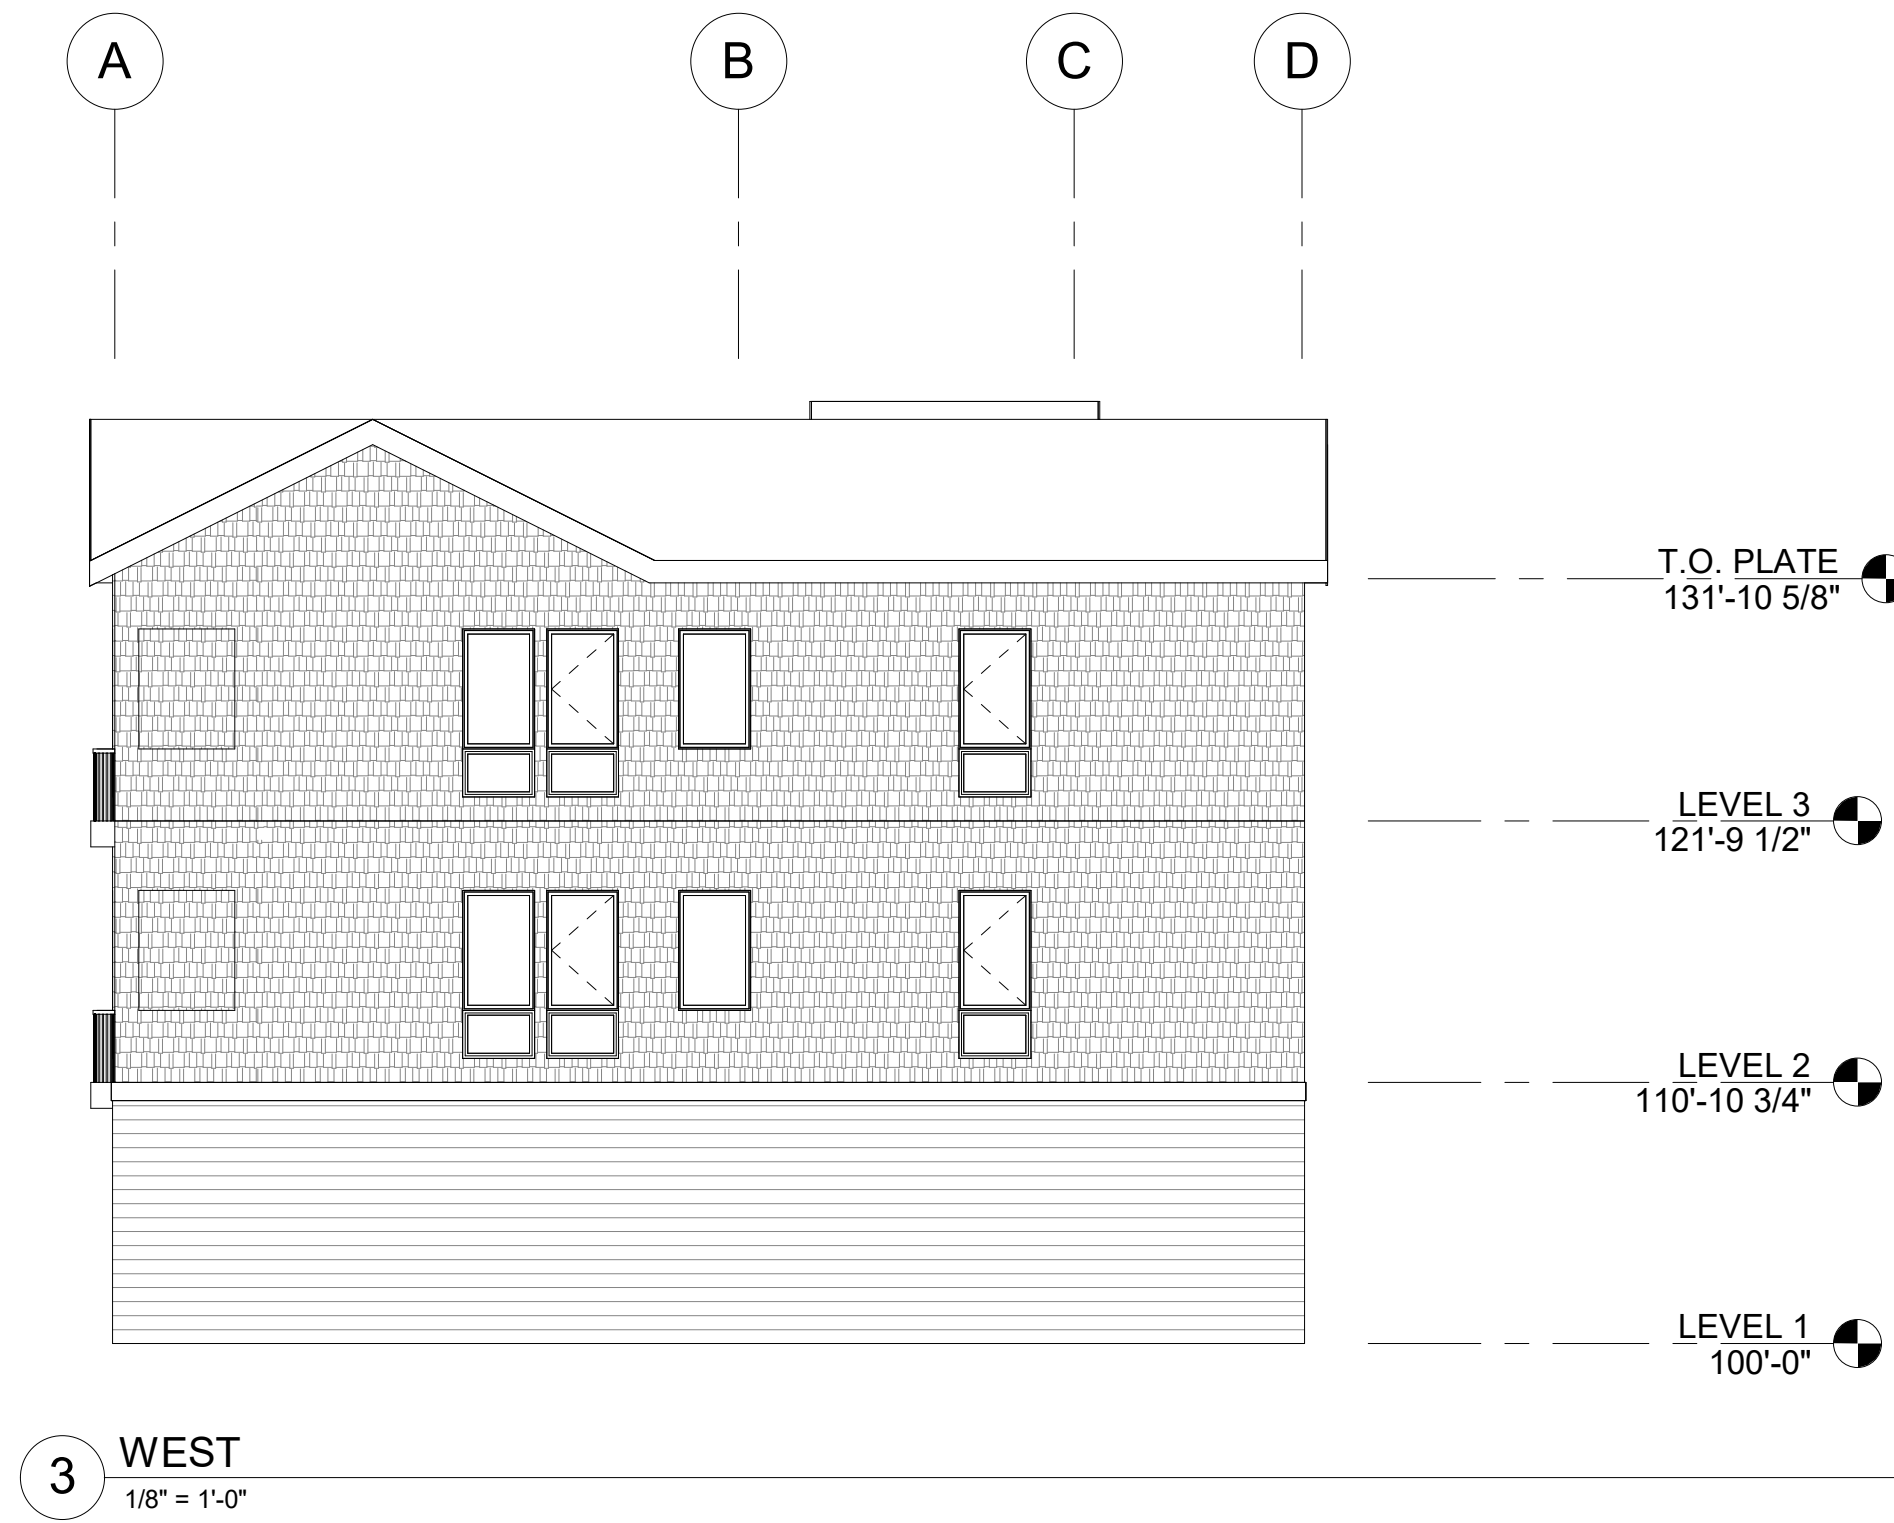 A
B
C
D
T.O. PLATE
131'-10 5/8"
LEVEL 3
121'-9 1/2"
LEVEL 2
110'-10 3/4"
LEVEL 1
100'-0"
3
WEST
1/8" = 1'-0"